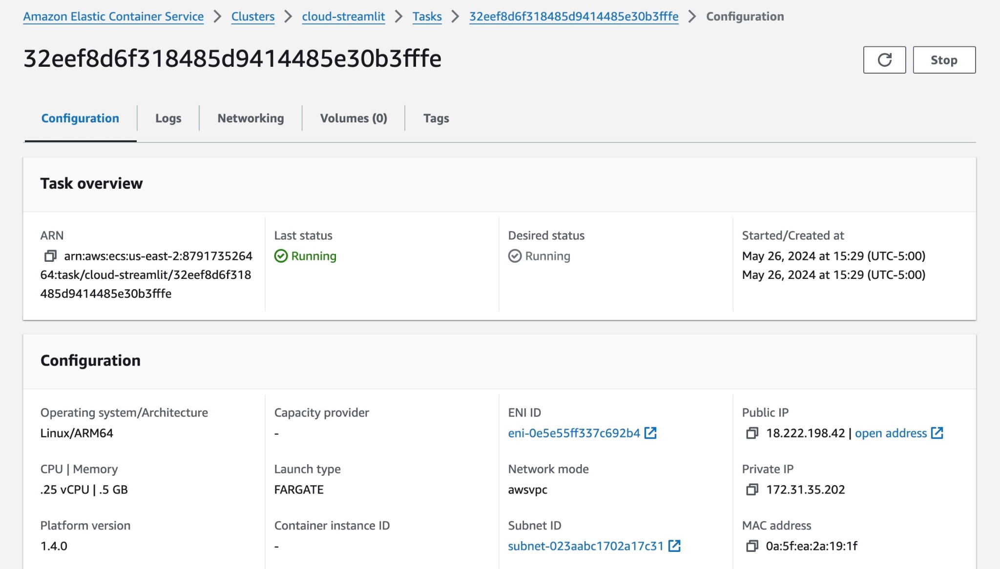 Amazon Elastic Container Service > Clusters > cloud-streamlit > Tasks > 32eef8d6f318485d9414485e30b3fffe > Configuration
32eef8d6f318485d9414485e30b3fffe
Stop
Configuration
Logs
Networking
Volumes (0)
Tags
Task overview
ARN
arn:aws:ecs:us-east-2:8791735264
64:task/cloud-streamlit/32eef8d6f318
485d9414485e30b3fffe
Last status
Running
Desired status
Running
Started/Created at
May 26, 2024 at 15:29 (UTC-5:00)
May 26, 2024 at 15:29 (UTC-5:00)
Configuration
Operating system/Architecture
Linux/ARM64
CPU | Memory
.25 vCPU | .5 GB
Platform version
1.4.0
Capacity provider
-
Launch type
FARGATE
Container instance ID
-
ENI ID
eni-0e5e55ff337c692b4
Network mode
awsvpc
Subnet ID
subnet-023aabc1702a17c31
Public IP
18.222.198.42 | open address
Private IP
172.31.35.202
MAC address
0a:5f:ea:2a:19:1f